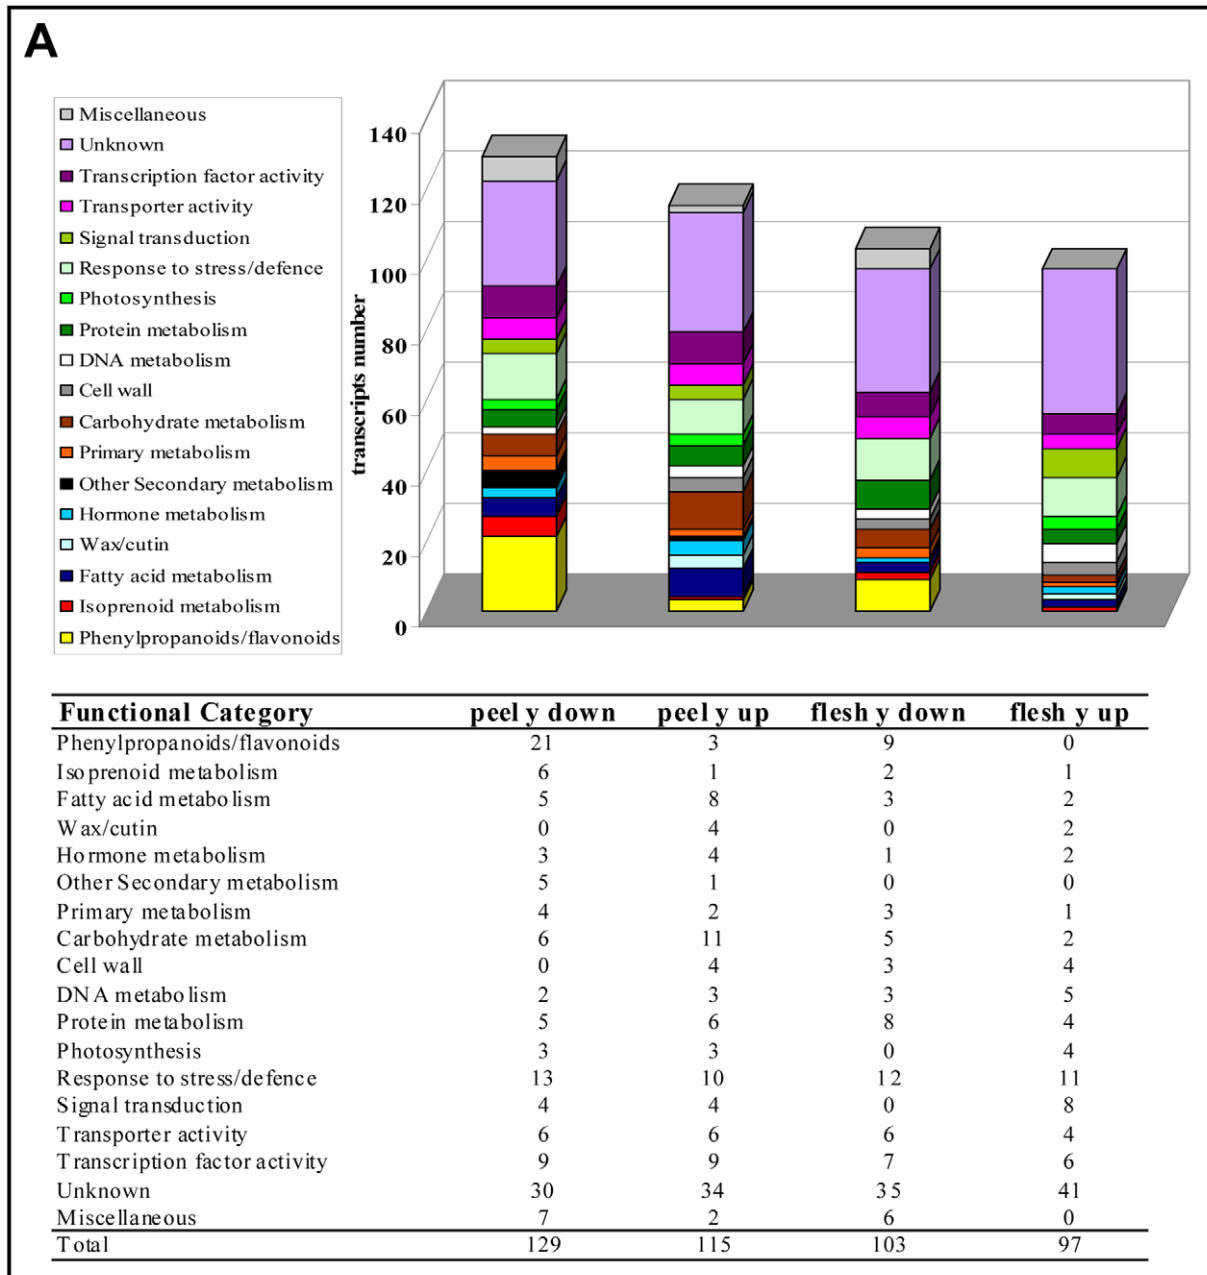 A
Miscellaneous
Unknown
Transcription factor activity
Transporter activity
Signal transduction
Response to stress/defence
Photosynthesis
Protein metabolism
DNA metabolism
Cell wall
Carbohydrate metabolism
Primary metabolism
Other Secondary metabolism
Hormone metabolism
Wax/cutin
Fatty acid metabolism
Isoprenoid metabolism
Phenylpropanoids/flavonoids
transcripts number
140
120
100
80
60
40
20
0
Functional Category peel y down peel y up flesh y down flesh y up
Phenylpropanoids/flavonoids 21 3 9 0
Isoprenoid metabolism 6 1 2 1
Fatty acid metabolism 5 8 3 2
Wax/cutin 0 4 0 2
Hormone metabolism 3 4 1 2
Other Secondary metabolism 5 1 0 0
Primary metabolism 4 2 3 1
Carbohydrate metabolism 6 11 5 2
Cell wall 0 4 3 4
DNA metabolism 2 3 3 5
Protein metabolism 5 6 8 4
Photosynthesis 3 3 0 4
Response to stress/defence 13 10 12 11
Signal transduction 4 4 0 8
Transporter activity 6 6 6 4
Transcription factor activity 9 9 7 6
Unknown 30 34 35 41
Miscellaneous 7 2 6 0
Total 129 115 103 97